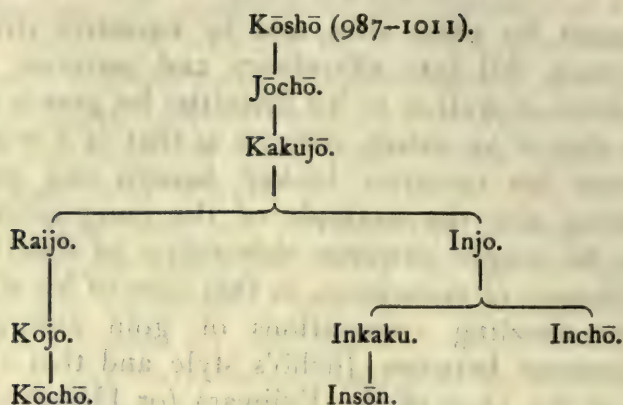 Kōshō (987–1011).
Jōchō.
Kakujō.
Raijo. Injo.
Kojo. Inkaku. Inchō.
Kōchō. Insōn.